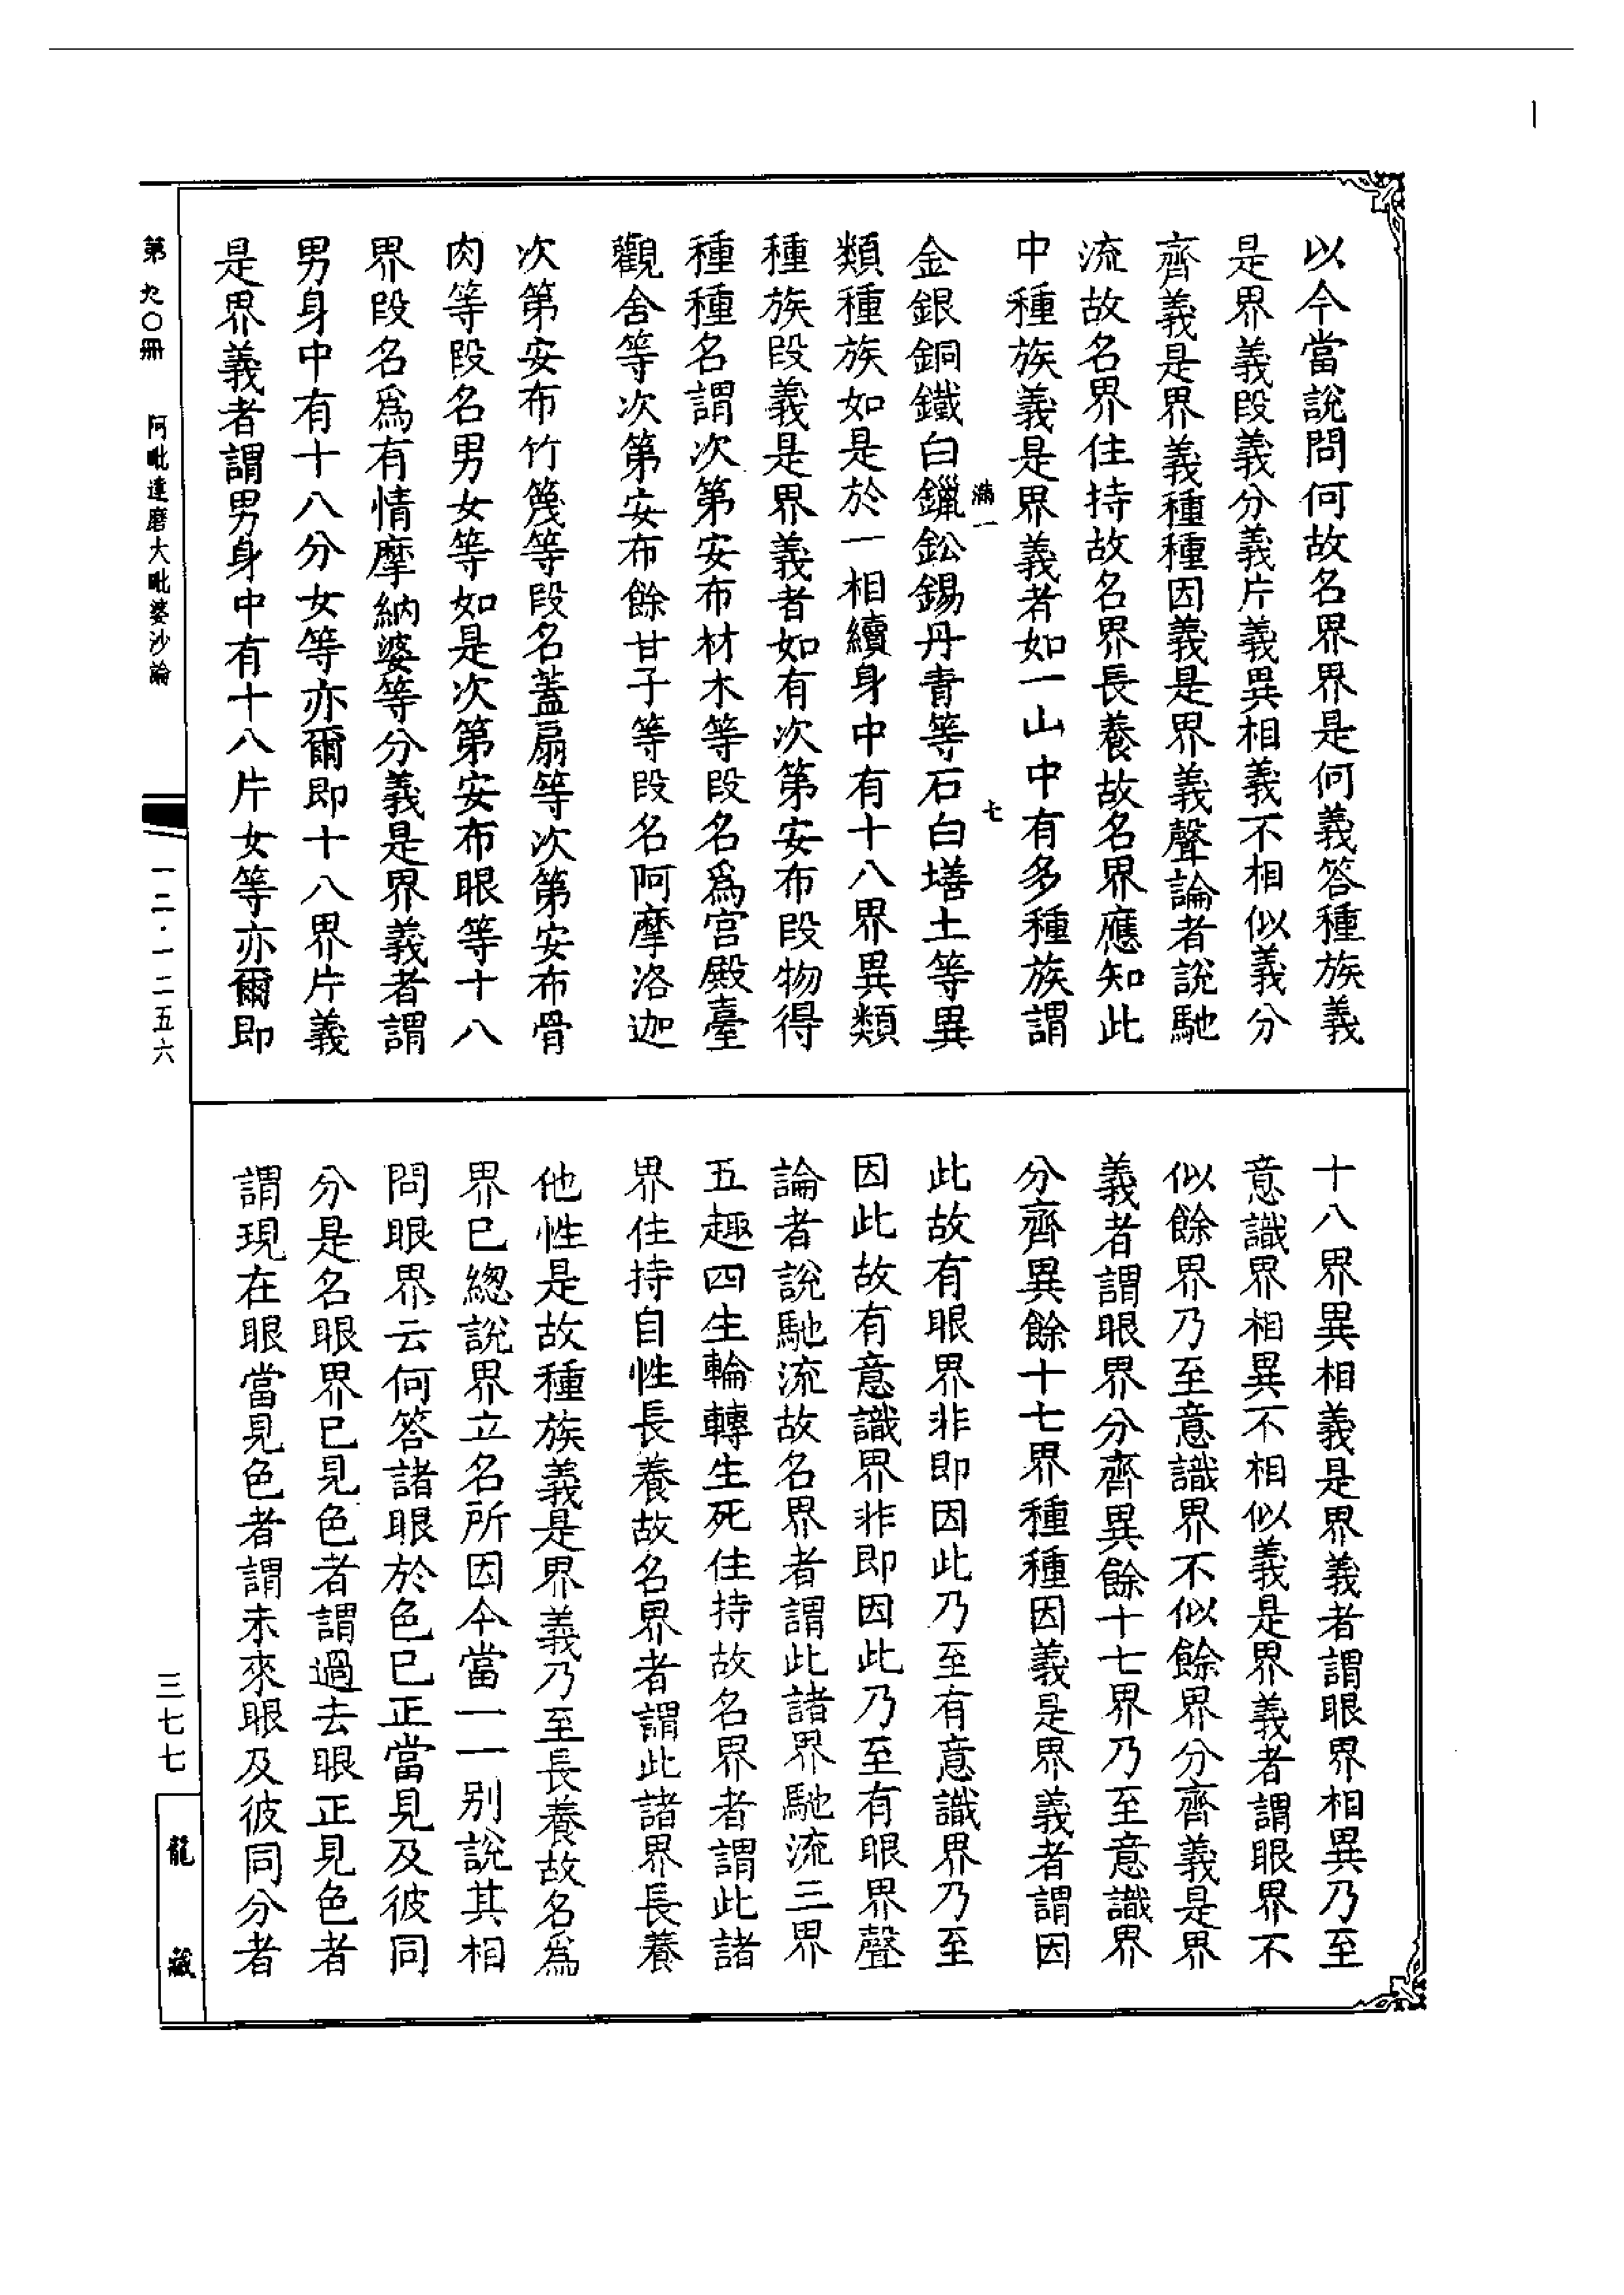 以今當說問何故名界界是何義答種族義
是界義段義分義片義異相義不相似義分
齊義是界義種種因義是界義聲論者說馳
流故名界住持故名界長養故名界應知此
中種族義是界義者如一山中有多種族謂
滿一 七
金銀銅鐵白鑞鈆錫丹青等石白墡土等異
類種族如是於一相續身中有十八界異類
種族段義是界義者如有次第安布段物得
種種名謂次第安布材木等段名爲宫殿臺
觀舍等次第安布餘甘子等段名阿摩洛迦
次第安布竹篾等段名蓋扇等次第安布骨
肉等段名男女等如是次第安布眼等十八
界段名爲有情摩納婆等分義是界義者謂
男身中有十八分女等亦爾即十八界片義
是界義者謂男身中有十八片女等亦爾即
十八界異相義是界義者謂眼界相異乃至
意識界相異不相似義是界義者謂眼界不
似餘界乃至意識界不似餘界分齊義是界
義者謂眼界分齊異餘十七界乃至意識界
分齊異餘十七界種種因義是界義者謂因
此故有眼界非即因此乃至有意識界乃至
因此故有意識界非即因此乃至有眼界聲
論者說馳流故名界者謂此諸界馳流三界
五趣四生輪轉生死住持故名界者謂此諸
界住持自性長養故名界者謂此諸界長養
他性是故種族義是界義乃至長養故名爲
界已總說界立名所因今當一一别說其相
問眼界云何答諸眼於色已正當見及彼同
分是名眼界已見色者謂過去眼正見色者
謂現在眼當見色者謂未來眼及彼同分者
第九〇册 阿毗達磨大毗婆沙論 一二·一二五六 三七七 龍藏